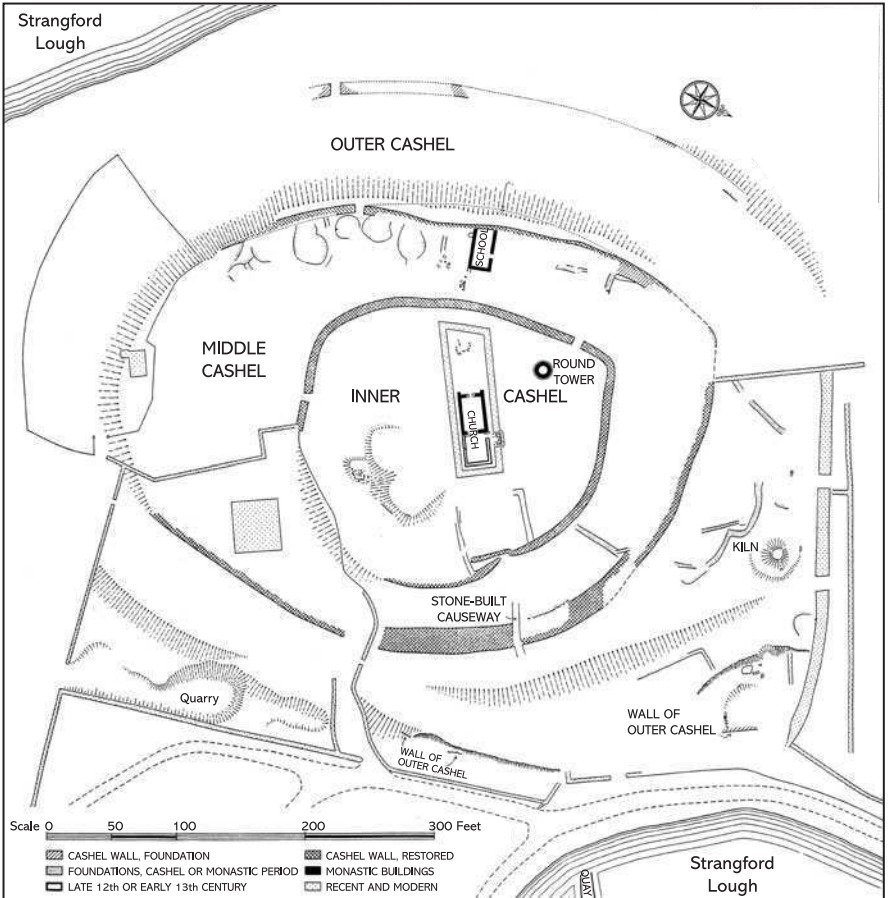 Strangford
Lough
OUTER CASHEL
SCHOOL
MIDDLE
CASHEL
INNER
CASHEL
ROUND
TOWER
CHURCH
KILN
STONE-BUILT
CAUSEWAY
Quarry
WALL OF
OUTER CASHEL
WALL OF
OUTER CASHEL
Scale 0 50 100 200 300 Feet
CASHEL WALL, FOUNDATION
FOUNDATIONS, CASHEL OR MONASTIC PERIOD
LATE 12th OR EARLY 13th CENTURY
CASHEL WALL, RESTORED
MONASTIC BUILDINGS
RECENT AND MODERN
QUAY
Strangford
Lough